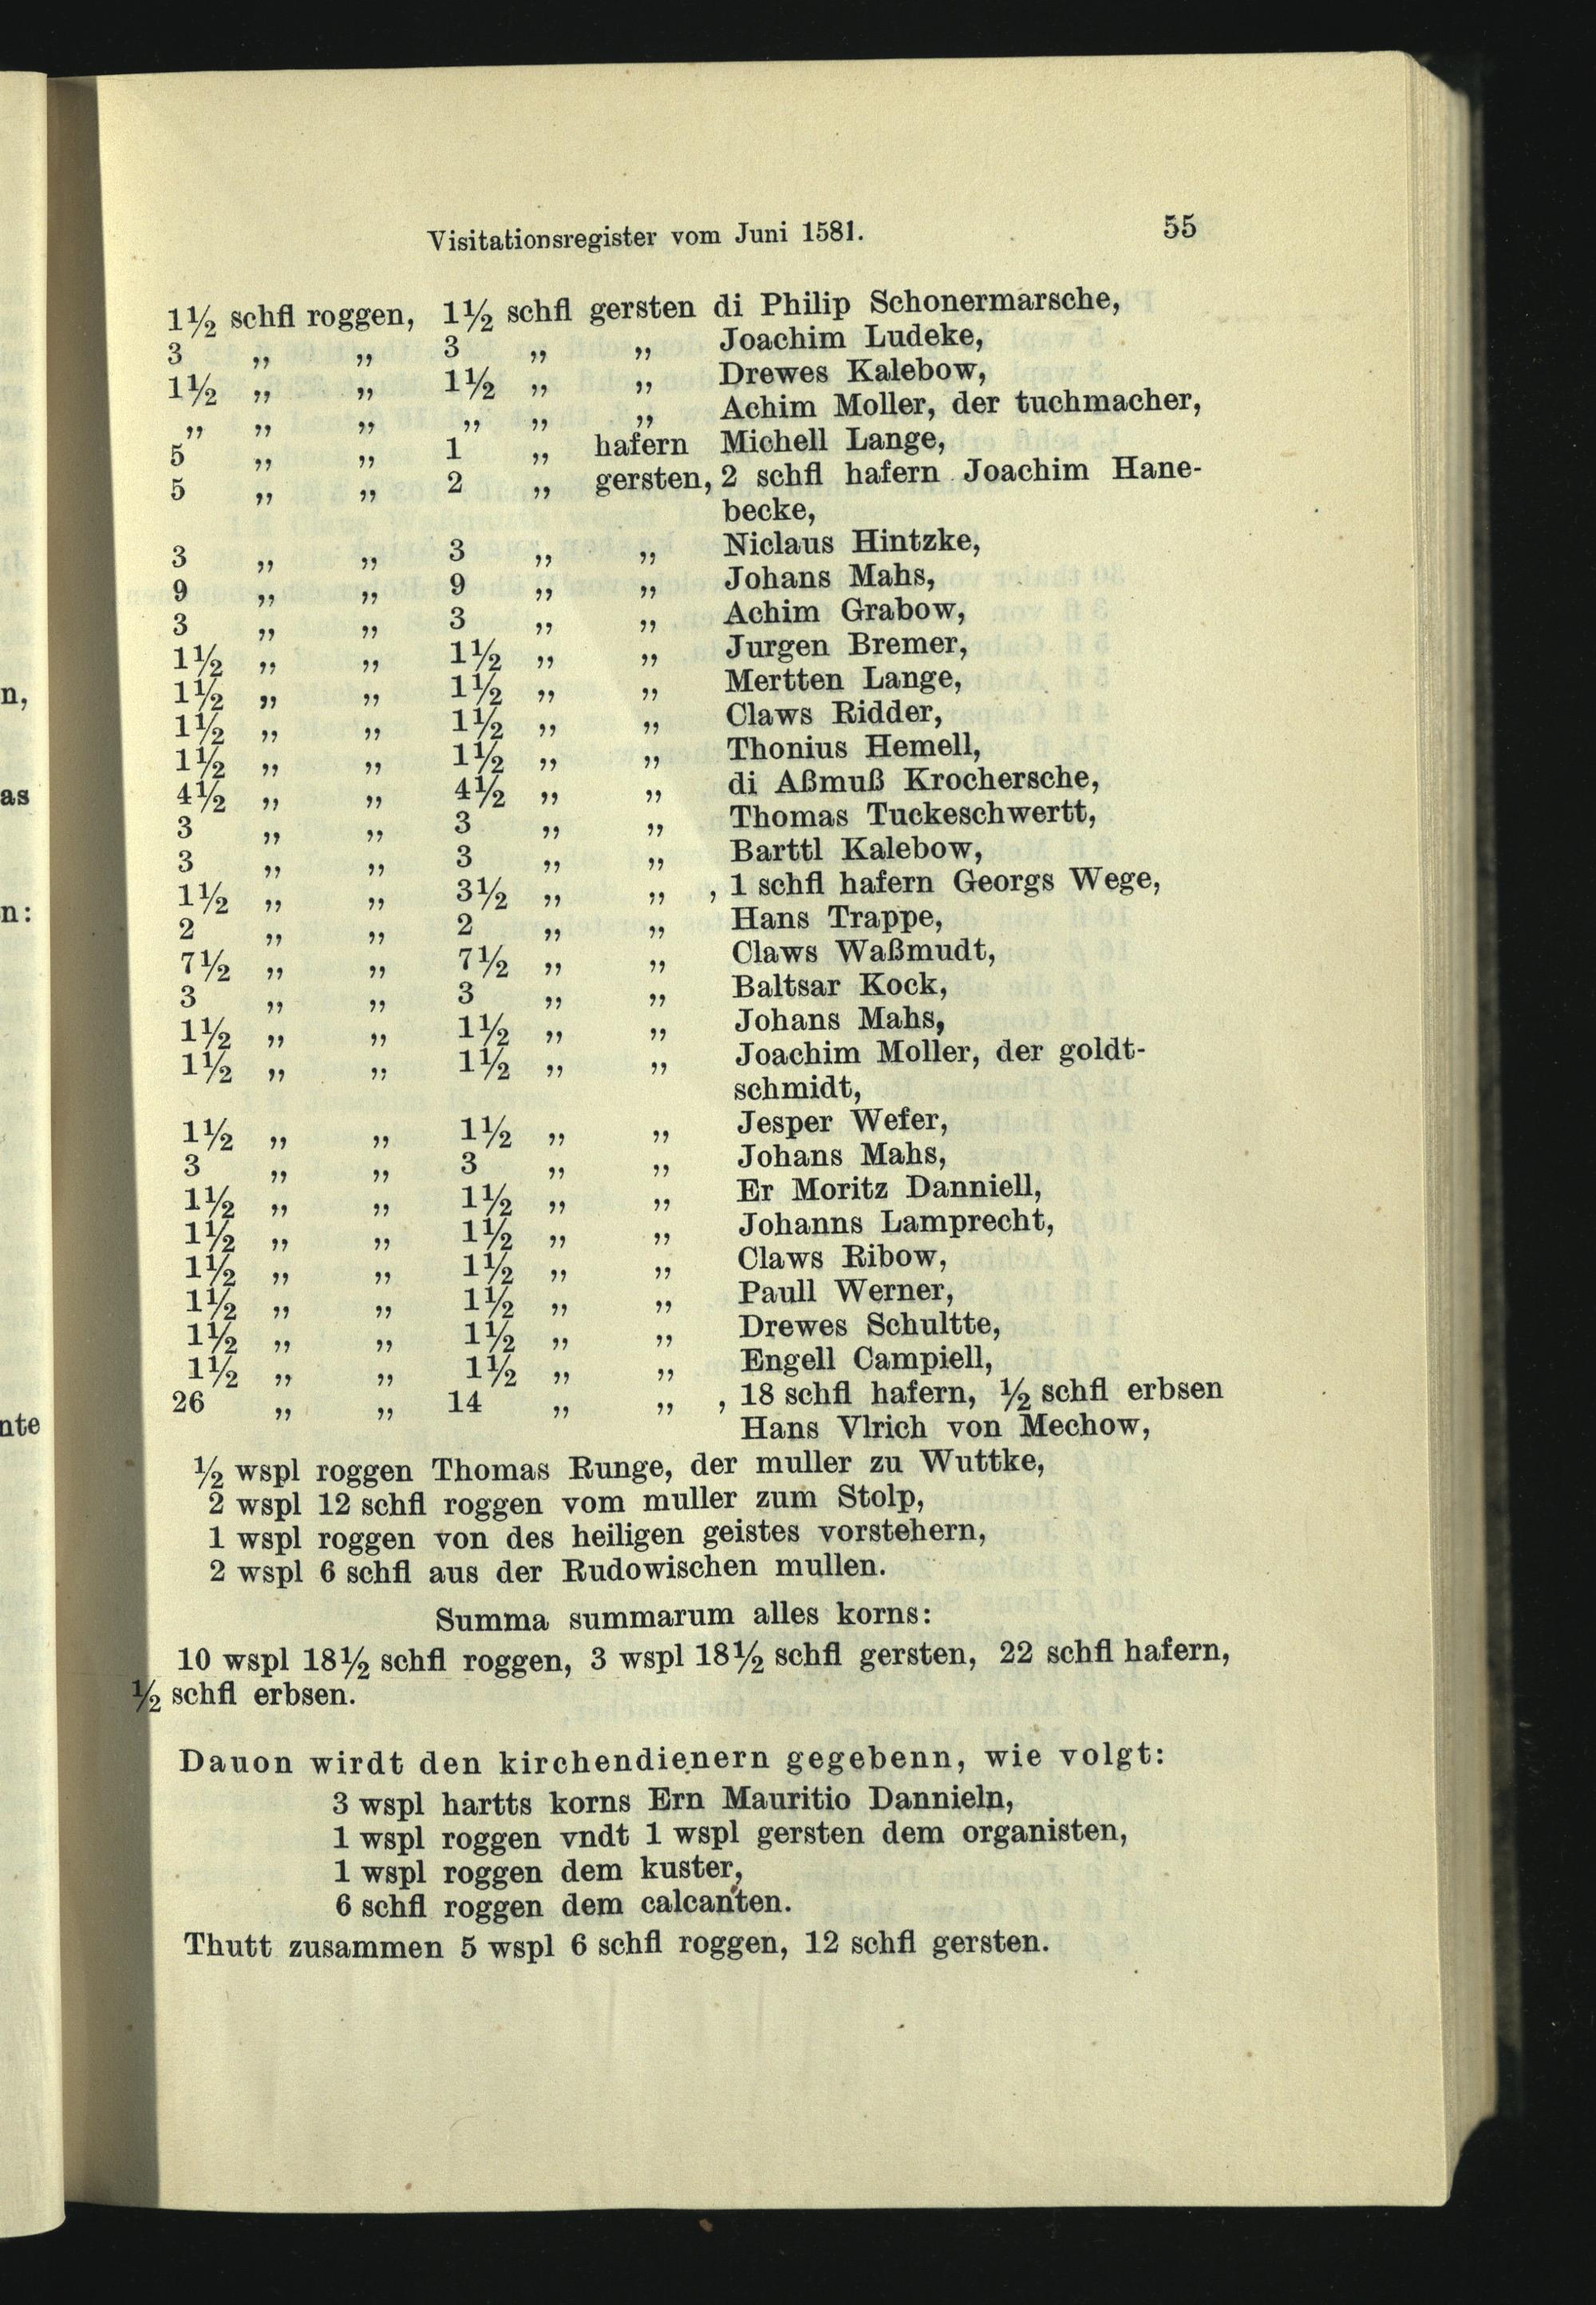 Visitationsregister vom Juni 1581. 55
1½ schfl roggen, 1½ schfl gersten di Philip Schonermarsche,
3 „ „ 3 „ „ Joachim Ludeke,
1½ „ „ 1½ „ „ Drewes Kalebow,
„ „ „ „ „ „ Achim Moller, der tuchmacher,
5 „ „ 1 „ hafern Michell Lange,
5 „ „ 2 „ gersten, 2 schfl hafern Joachim Hane-
becke,
3 „ „ 3 „ „ Niclaus Hintzke,
9 „ „ 9 „ „ Johans Mahs,
3 „ „ 3 „ „ Achim Grabow,
1½ „ „ 1½ „ „ Jurgen Bremer,
1½ „ „ 1½ „ „ Mertten Lange,
1½ „ „ 1½ „ „ Claws Ridder,
1½ „ „ 1½ „ „ Thonius Hemell,
4½ „ „ 4½ „ „ di Aßmuß Krochersche,
3 „ „ 3 „ „ Thomas Tuckeschwertt,
3 „ „ 3 „ „ Barttl Kalebow,
1½ „ „ 3½ „ „ , 1 schfl hafern Georgs Wege,
2 „ „ 2 „ „ Hans Trappe,
7½ „ „ 7½ „ „ Claws Waßmudt,
3 „ „ 3 „ „ Baltsar Kock,
1½ „ „ 1½ „ „ Johans Mahs,
1½ „ „ 1½ „ „ Joachim Moller, der goldt-
schmidt,
1½ „ „ 1½ „ „ Jesper Wefer,
3 „ „ 3 „ „ Johans Mahs,
1½ „ „ 1½ „ „ Er Moritz Danniell,
1½ „ „ 1½ „ „ Johanns Lamprecht,
1½ „ „ 1½ „ „ Claws Ribow,
1½ „ „ 1½ „ „ Paull Werner,
1½ „ „ 1½ „ „ Drewes Schultte,
1½ „ „ 1½ „ „ Engell Campiell,
26 „ „ 14 „ „ , 18 schfl hafern, ½ schfl erbsen
Hans Vlrich von Mechow,
½ wspl roggen Thomas Runge, der muller zu Wuttke,
2 wspl 12 schfl roggen vom muller zum Stolp,
1 wspl roggen von des heiligen geistes vorstehern,
2 wspl 6 schfl aus der Rudowischen mullen.
Summa summarum alles korns:
10 wspl 18½ schfl roggen, 3 wspl 18½ schfl gersten, 22 schfl hafern,
½ schfl erbsen.
Dauon wirdt den kirchendienern gegebenn, wie volgt:
3 wspl hartts korns Ern Mauritio Dannieln,
1 wspl roggen vndt 1 wspl gersten dem organisten,
1 wspl roggen dem kuster,
6 schfl roggen dem calcanten.
Thutt zusammen 5 wspl 6 schfl roggen, 12 schfl gersten.
n,
as
n:
nte